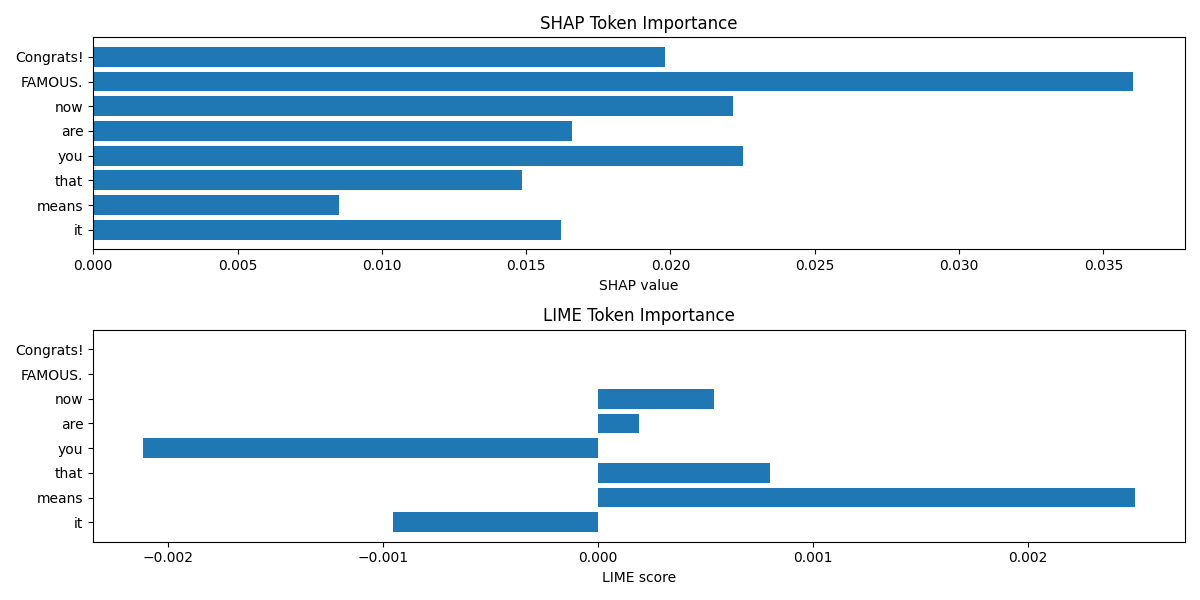 SHAP Token Importance
Congrats!
FAMOUS.
now
are
you
that
means
it
0.000 0.005 0.010 0.015 0.020 0.025 0.030 0.035
SHAP value
LIME Token Importance
Congrats!
FAMOUS.
now
are
you
that
means
it
−0.002 −0.001 0.000 0.001 0.002
LIME score